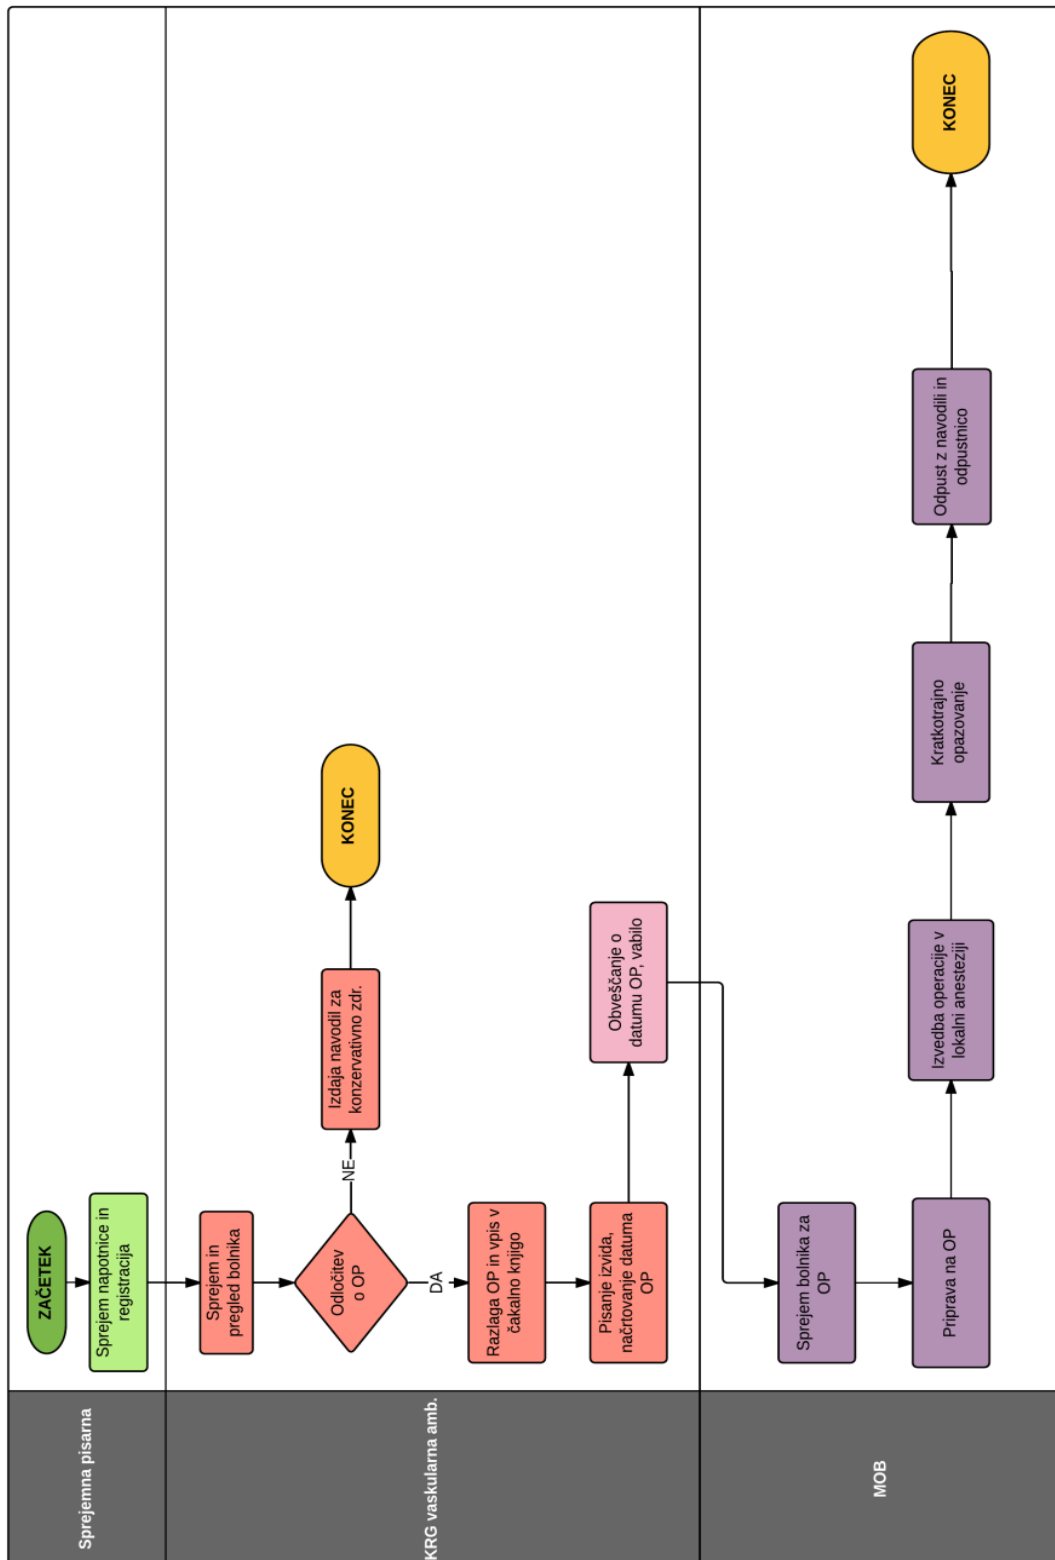 Sprejemna pisarna
ZAČETEK
Sprejem napotnice in
registracija
KRG vaskularna amb.
Sprejem in
pregled bolnika
Odločitev
o OP
NE
Izdaja navodil za
konzervativno zdr.
KONEC
DA
Razlaga OP in vpis v
čakalno knjigo
Pisanje izvida,
načrtovanje datuma
OP
Obveščanje o
datumu OP, vabilo
MOB
Sprejem bolnika za
OP
Priprava na OP
Izvedba operacije v
lokalni anesteziji
Kratkotrajno
opazovanje
Odpust z navodili in
odpustnico
KONEC